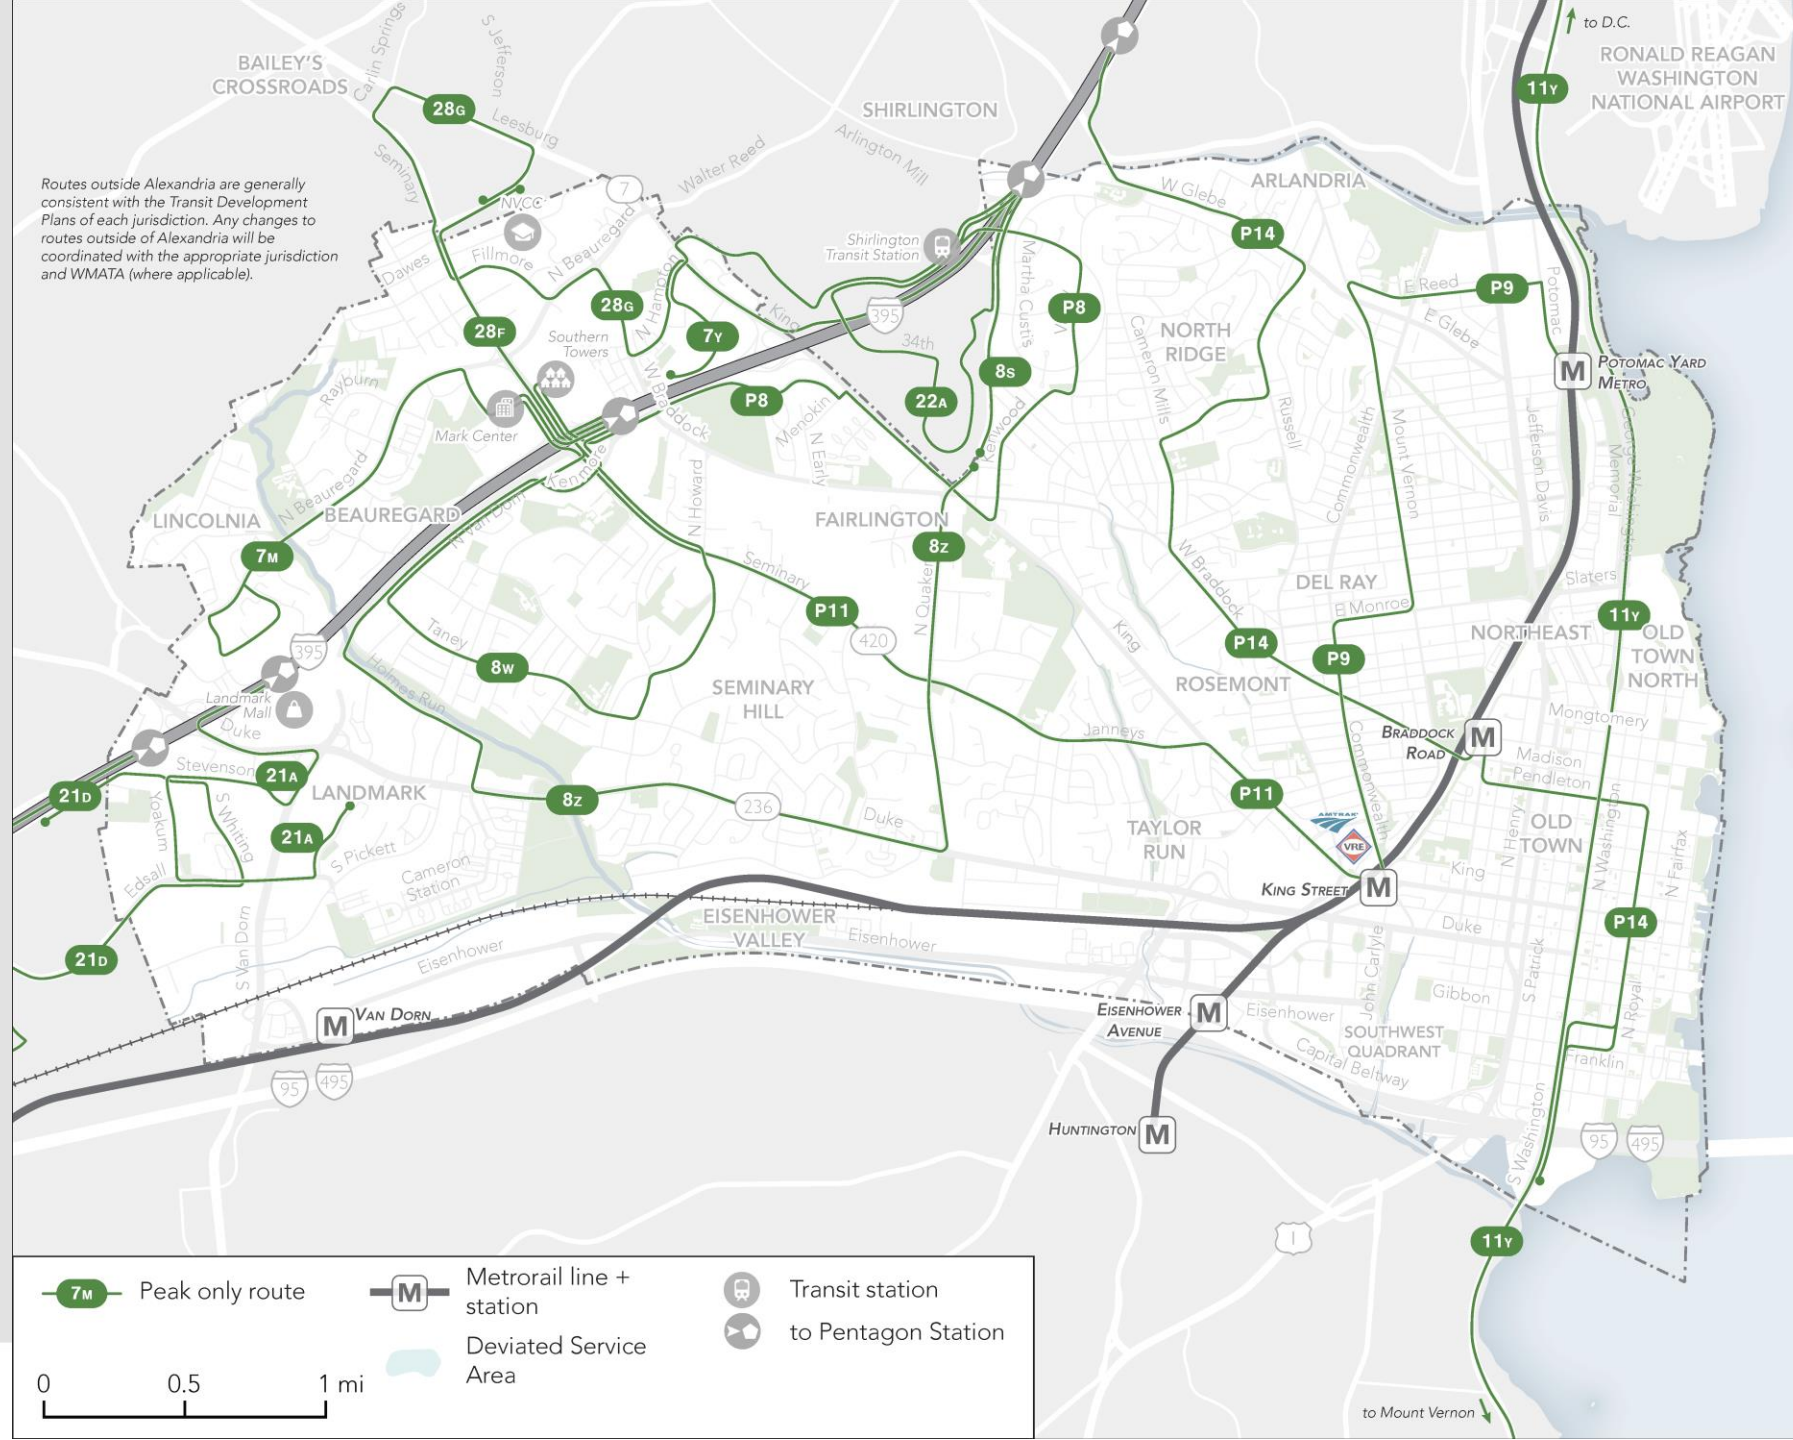 to D.C.
BAILEY'S
CROSSROADS
Carlin Springs
S Jefferson
Leesburg
28G
SHIRLINGTON
11Y
RONALD REAGAN
WASHINGTON
NATIONAL AIRPORT
Routes outside Alexandria are generally
consistent with the Transit Development
Plans of each jurisdiction. Any changes to
routes outside of Alexandria will be
coordinated with the appropriate jurisdiction
and WMATA (where applicable).
Seminary
NVCC
7
Walter Reed
Arlington Mill
W Glebe
ARLANDRIA
P14
Dawes
Fillmore
N Beauregard
Shirlington
Transit Station
Martha Custis
28G
N Hampton
King
395
P8
E Reed
P9
Potomac
28F
Southern
Towers
7Y
34th
Cameron Mills
NORTH
RIDGE
E Glebe
M
POTOMAC YARD
METRO
Rayburn
W Braddock
P8
22A
8S
Mark Center
Menokin
N Early
Kenwood
Russell
Commonwealth
Mount Vernon
Jefferson Davis
George Washington
Memorial
N Beauregard
Kenmore
N Howard
LINCOLNIA
BEAUREGARD
N Van Dorn
FAIRLINGTON
7M
8Z
Seminary
W Braddock
DEL RAY
Slaters
P11
N Quaker
E Monroe
11Y
420
King
NORTHEAST
OLD
TOWN
NORTH
395
Taney
8W
P14
P9
Holmes Run
SEMINARY
HILL
ROSEMONT
Landmark
Mall
Duke
Janneys
Commonwealth
BRADDOCK
ROAD
M
Montgomery
Madison
Pendleton
Stevenson
21A
21D
LANDMARK
8Z
236
Duke
P11
Yoakum
S Whiting
21A
S Pickett
Edsall
Cameron
Station
TAYLOR
RUN
AMTRAK
VRE
N Henry
OLD
TOWN
N Washington
N Fairfax
King
KING STREET
M
EISENHOWER
VALLEY
Eisenhower
Duke
P14
21D
Eisenhower
S Van Dorn
John Carlyle
S Patrick
N Royal
Gibbon
M
VAN DORN
EISENHOWER
AVENUE
M
Eisenhower
SOUTHWEST
QUADRANT
Capital Beltway
Franklin
95
495
S Washington
HUNTINGTON
M
95
495
1
11Y
7M
Peak only route
M
Metrorail line +
station
Transit station
to Pentagon Station
Deviated Service
Area
0
0.5
1 mi
to Mount Vernon